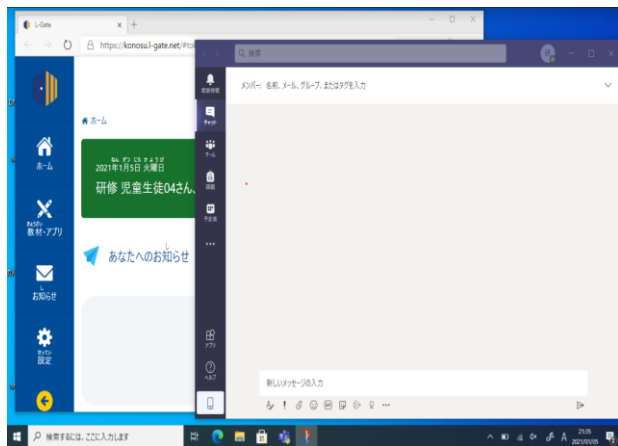 L-Gate
https://konosu.l-gate.net/#to
ホーム
ホーム
2021年1月5日 火曜日
研修 児童生徒04さん、
教材・アプリ
あなたへのお知らせ
お知らせ
設定
検索
最新情報
チャット
チーム
課題
予定表
アプリ
ヘルプ
メンバー: 名前、メール、グループ、またはタグを入力
新しいメッセージの入力
検索するには、ここに入力します
A
2021/01/05